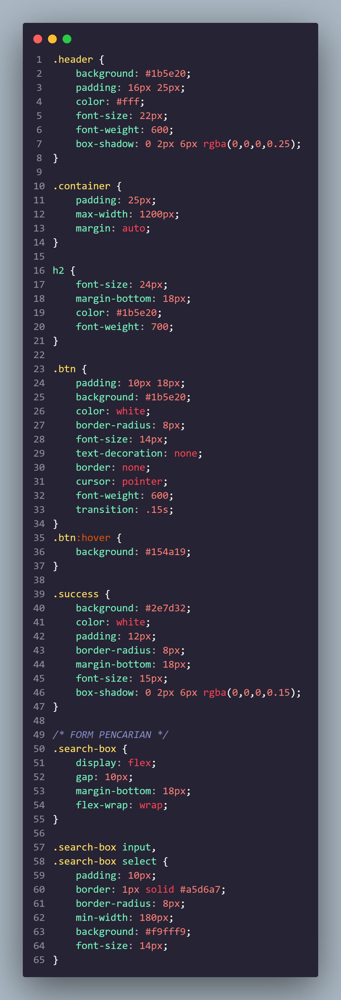 1 .header {
2     background: #1b5e20;
3     padding: 16px 25px;
4     color: #fff;
5     font-size: 22px;
6     font-weight: 600;
7     box-shadow: 0 2px 6px rgba(0,0,0,0.25);
8 }
9
10 .container {
11     padding: 25px;
12     max-width: 1200px;
13     margin: auto;
14 }
15
16 h2 {
17     font-size: 24px;
18     margin-bottom: 18px;
19     color: #1b5e20;
20     font-weight: 700;
21 }
22
23 .btn {
24     padding: 10px 18px;
25     background: #1b5e20;
26     color: white;
27     border-radius: 8px;
28     font-size: 14px;
29     text-decoration: none;
30     border: none;
31     cursor: pointer;
32     font-weight: 600;
33     transition: .15s;
34 }
35 .btn:hover {
36     background: #154a19;
37 }
38
39 .success {
40     background: #2e7d32;
41     color: white;
42     padding: 12px;
43     border-radius: 8px;
44     margin-bottom: 18px;
45     font-size: 15px;
46     box-shadow: 0 2px 6px rgba(0,0,0,0.15);
47 }
48
49 /* FORM PENCARIAN */
50 .search-box {
51     display: flex;
52     gap: 10px;
53     margin-bottom: 18px;
54     flex-wrap: wrap;
55 }
56
57 .search-box input,
58 .search-box select {
59     padding: 10px;
60     border: 1px solid #a5d6a7;
61     border-radius: 8px;
62     min-width: 180px;
63     background: #f9fff9;
64     font-size: 14px;
65 }